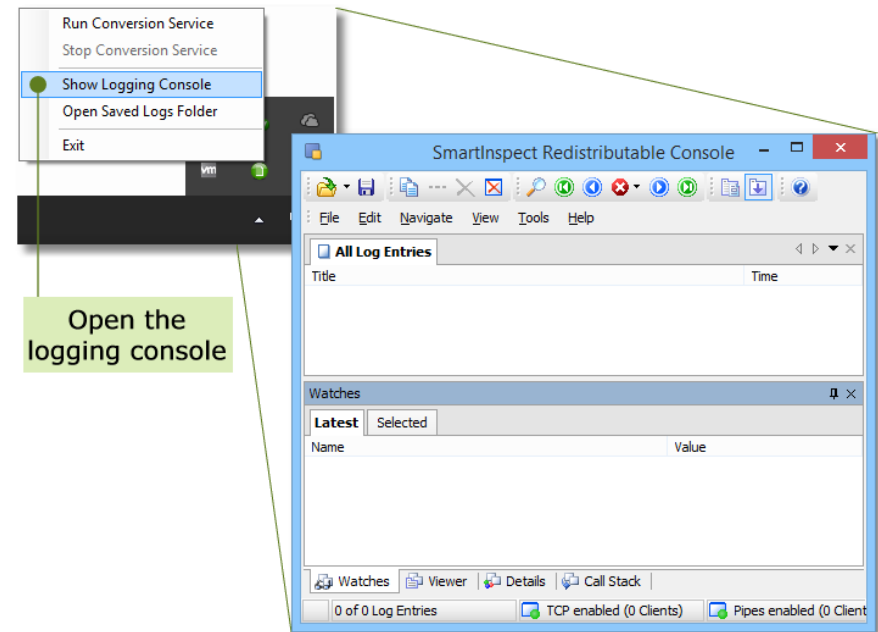 Run Conversion Service
Stop Conversion Service
Show Logging Console
Open Saved Logs Folder
Exit
vm
Open the
logging console
SmartInspect Redistributable Console
File Edit Navigate View Tools Help
All Log Entries
Title Time
Watches
Latest Selected
Name Value
Watches Viewer Details Call Stack
0 of 0 Log Entries TCP enabled (0 Clients) Pipes enabled (0 Client